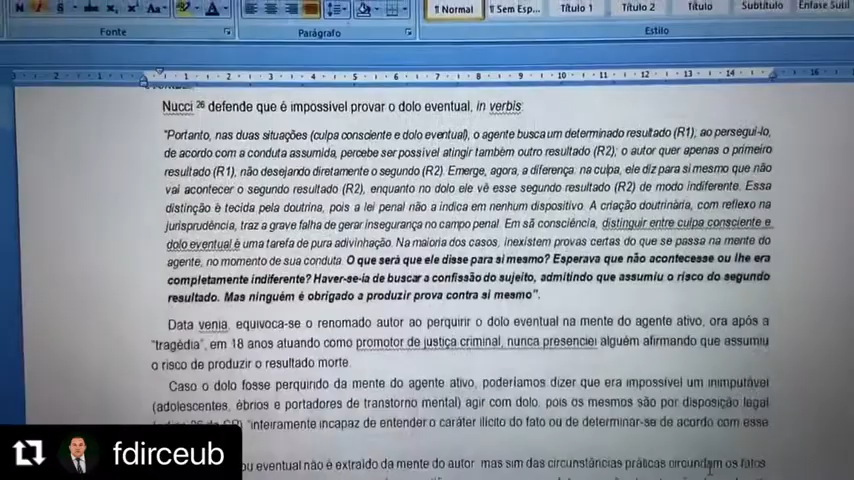 Fonte
Parágrafo
Estilo
¶ Normal
¶ Sem Esp...
Título 1
Título 2
Título
Subtítulo
Ênfase Sutil
Nucci 26 defende que é impossível provar o dolo eventual, in verbis:
"Portanto, nas duas situações (culpa consciente e dolo eventual), o agente busca um determinado resultado (R1); ao persegui-lo,
de acordo com a conduta assumida, percebe ser possível atingir também outro resultado (R2); o autor quer apenas o primeiro
resultado (R1), não desejando diretamente o segundo (R2). Emerge, agora, a diferença: na culpa, ele diz para si mesmo que não
vai acontecer o segundo resultado (R2), enquanto no dolo ele vê esse segundo resultado (R2) de modo indiferente. Essa
distinção é tecida pela doutrina, pois a lei penal não a indica em nenhum dispositivo. A criação doutrinária, com reflexo na
jurisprudência, traz a grave falha de gerar insegurança no campo penal. Em sã consciência, distinguir entre culpa consciente e
dolo eventual é uma tarefa de pura adivinhação. Na maioria dos casos, inexistem provas certas do que se passa na mente do
agente, no momento de sua conduta. O que será que ele disse para si mesmo? Esperava que não acontecesse ou lhe era
completamente indiferente? Haver-se-ia de buscar a confissão do sujeito, admitindo que assumiu o risco do segundo
resultado. Mas ninguém é obrigado a produzir prova contra si mesmo".
Data venia, equivoca-se o renomado autor ao perquirir o dolo eventual na mente do agente ativo, ora após a
"tragédia", em 18 anos atuando como promotor de justiça criminal, nunca presenciei alguém afirmando que assumiu
o risco de produzir o resultado morte.
Caso o dolo fosse perquirido da mente do agente ativo, poderíamos dizer que era impossível um inimputável
(adolescentes, ébrios e portadores de transtorno mental) agir com dolo, pois os mesmos são por disposição legal
"inteiramente incapaz de entender o caráter ilícito do fato ou de determinar-se de acordo com esse
ou eventual não é extraído da mente do autor mas sim das circunstâncias práticas circundam os fatos
fdirceub